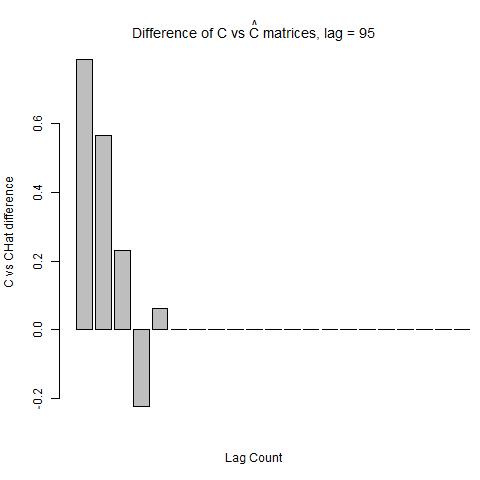 Difference of C vs Ĉ matrices, lag = 95
0.6
0.4
0.2
0.0
-0.2
C vs CHat difference
Lag Count